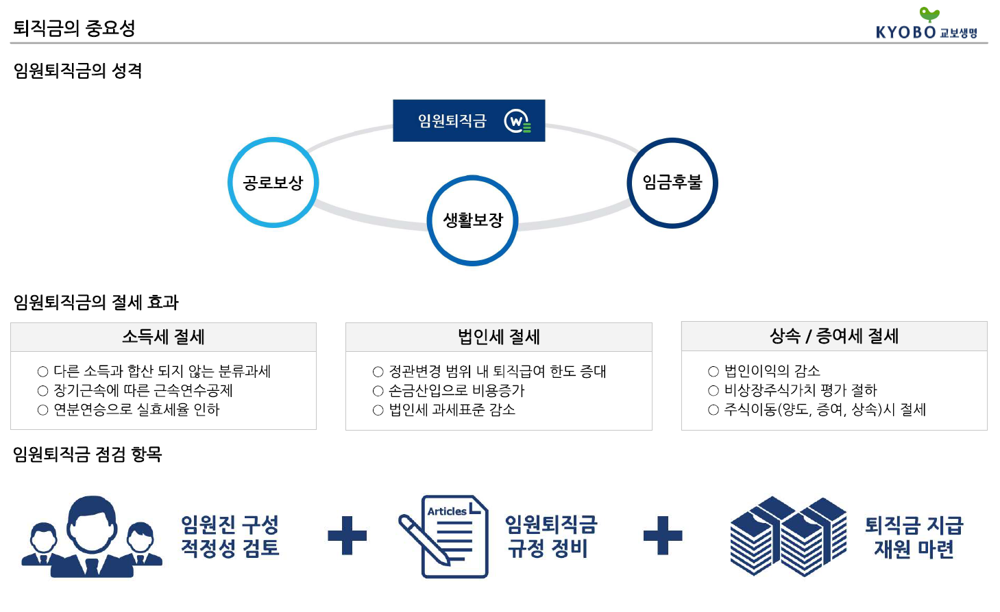 퇴직금의 중요성
KYOBO 교보생명
임원퇴직금의 성격
임원퇴직금 W
공로보상
생활보장
임금후불
임원퇴직금의 절세 효과
소득세 절세
○ 다른 소득과 합산 되지 않는 분류과세
○ 장기근속에 따른 근속연수공제
○ 연분연승으로 실효세율 인하
법인세 절세
○ 정관변경 범위 내 퇴직급여 한도 증대
○ 손금산입으로 비용증가
○ 법인세 과세표준 감소
상속 / 증여세 절세
○ 법인이익의 감소
○ 비상장주식가치 평가 절하
○ 주식이동(양도, 증여, 상속)시 절세
임원퇴직금 점검 항목
임원진 구성
적정성 검토
Articles
임원퇴직금
규정 정비
퇴직금 지급
재원 마련